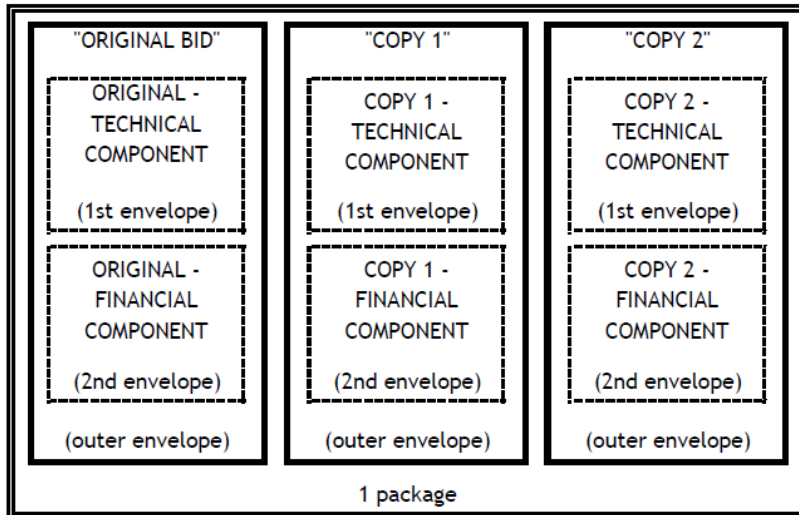 "ORIGINAL BID"
ORIGINAL -
TECHNICAL
COMPONENT
(1st envelope)
ORIGINAL -
FINANCIAL
COMPONENT
(2nd envelope)
(outer envelope)
"COPY 1"
COPY 1 -
TECHNICAL
COMPONENT
(1st envelope)
COPY 1 -
FINANCIAL
COMPONENT
(2nd envelope)
(outer envelope)
"COPY 2"
COPY 2 -
TECHNICAL
COMPONENT
(1st envelope)
COPY 2 -
FINANCIAL
COMPONENT
(2nd envelope)
(outer envelope)
1 package